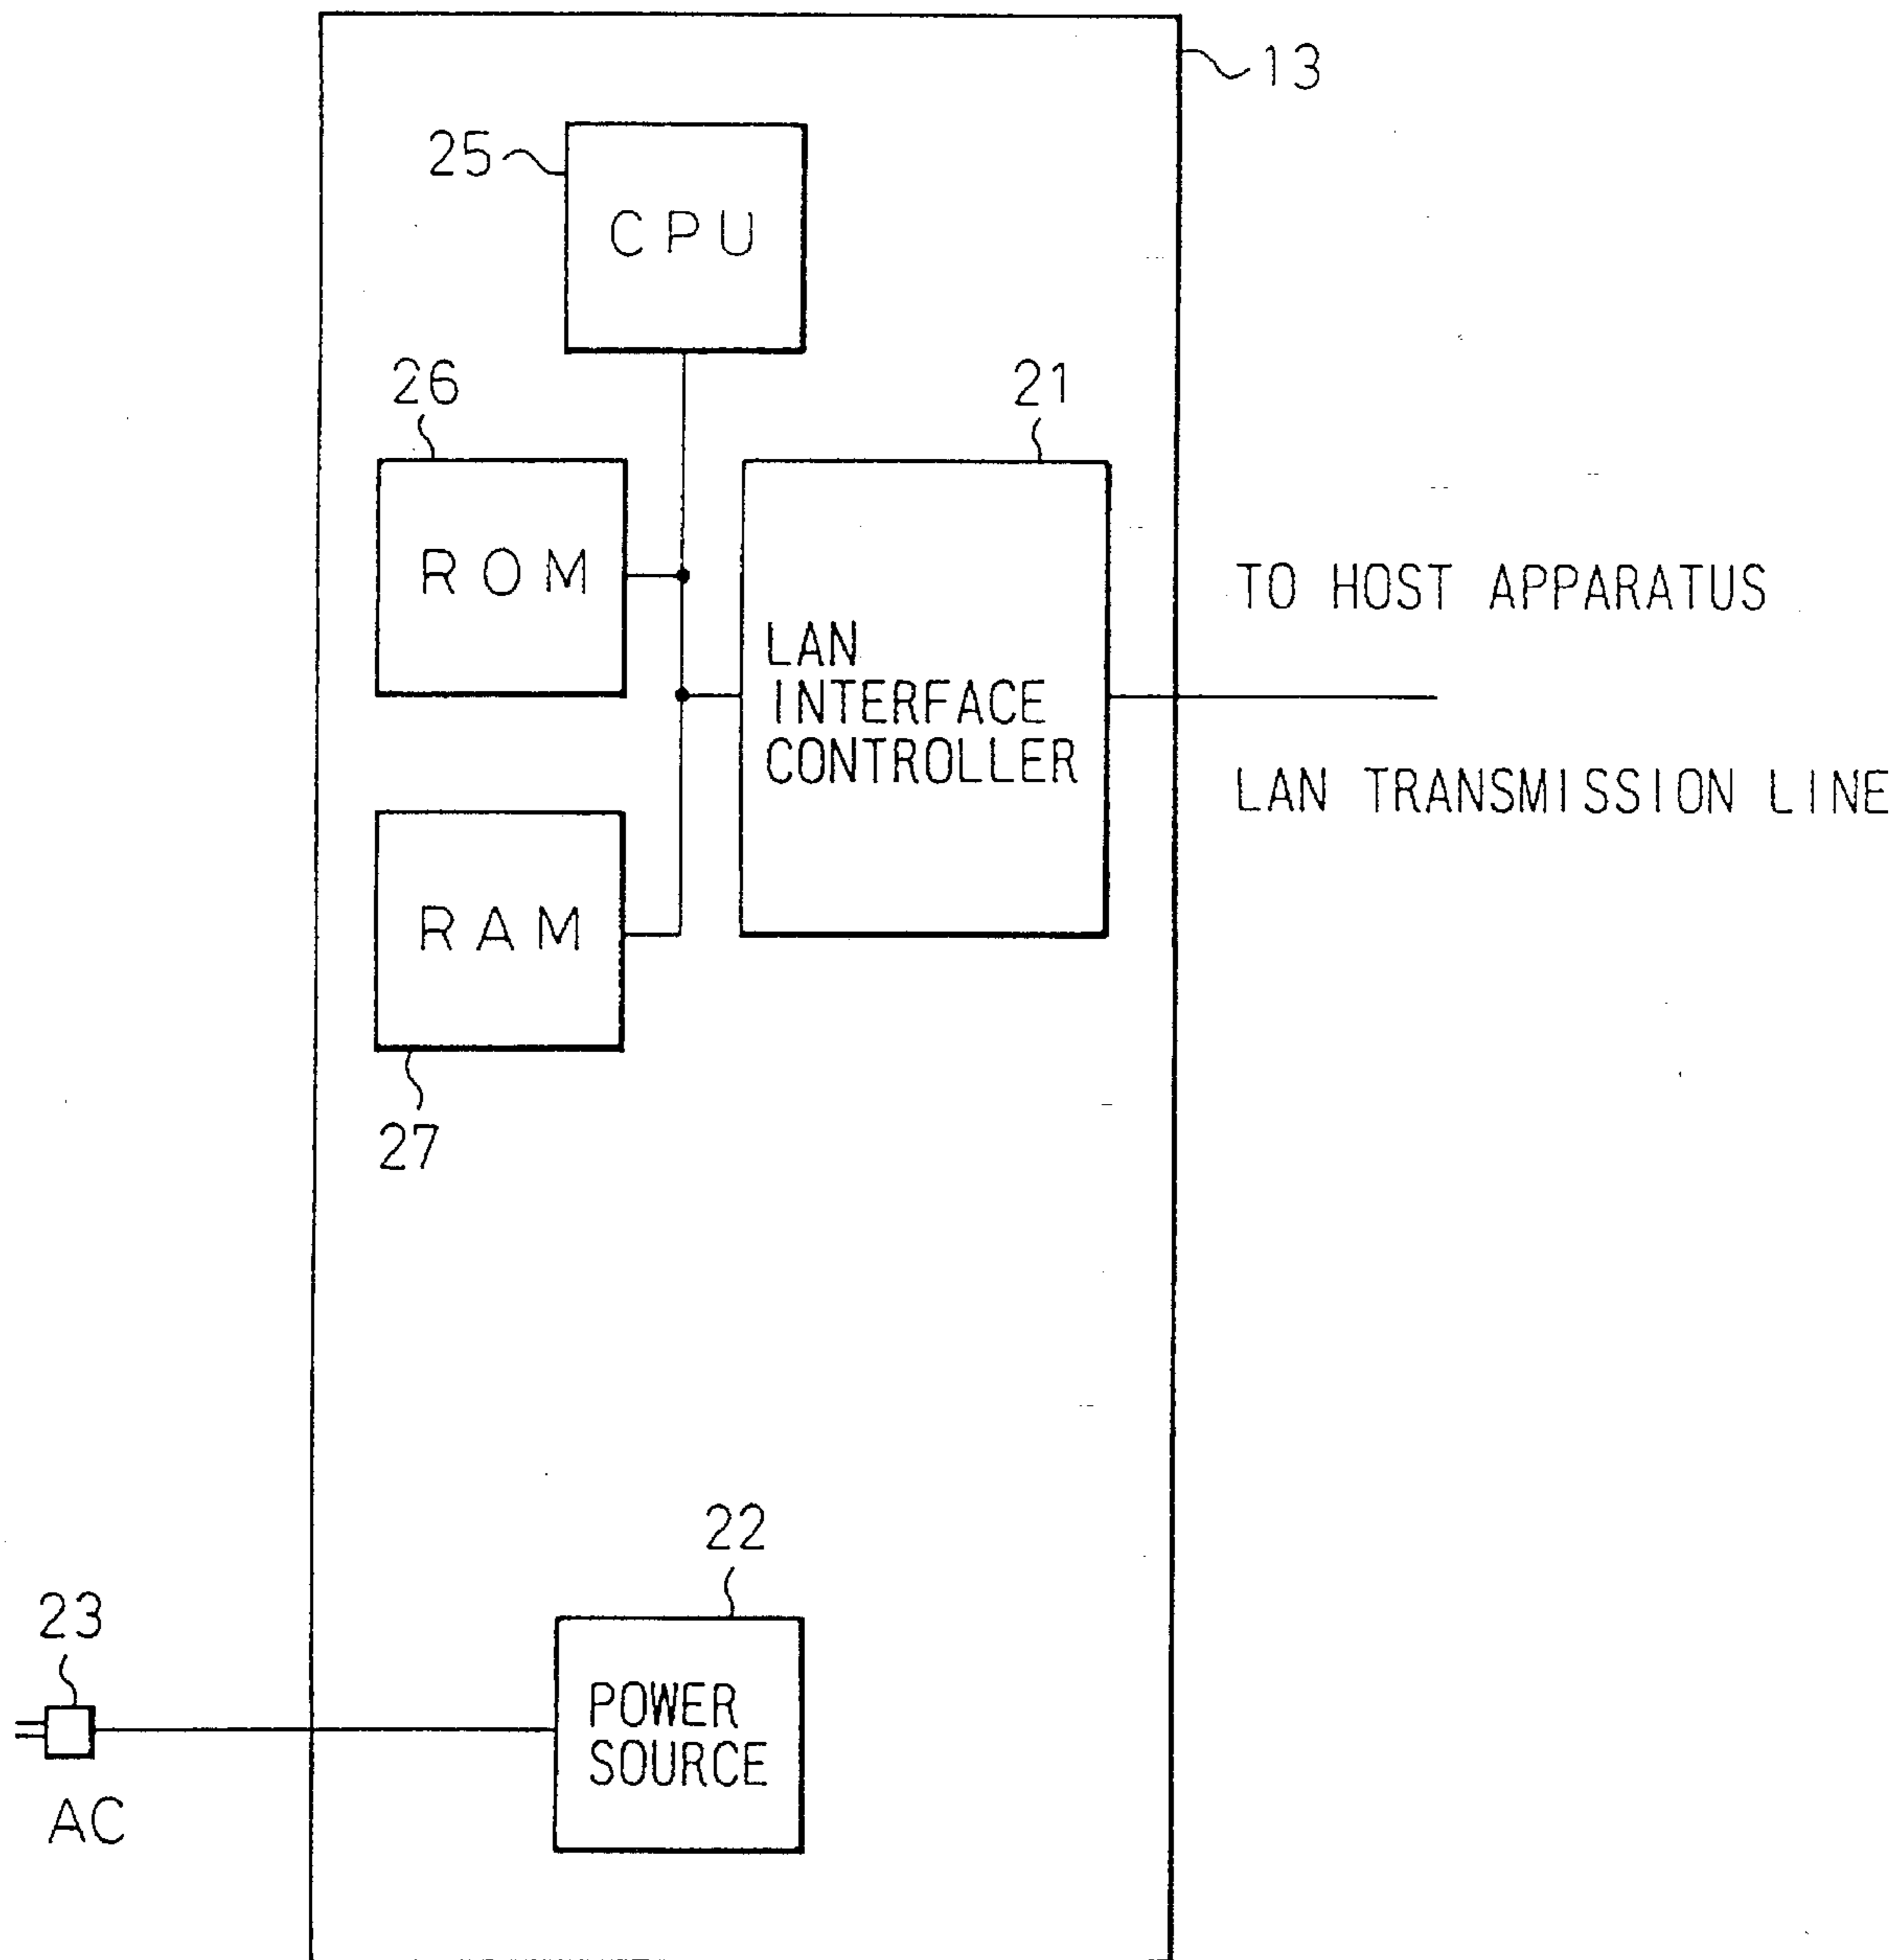 13
25
CPU
26
21
ROM
TO HOST APPARATUS
LAN
INTERFACE
CONTROLLER
LAN TRANSMISSION LINE
RAM
27
22
23
POWER
SOURCE
AC